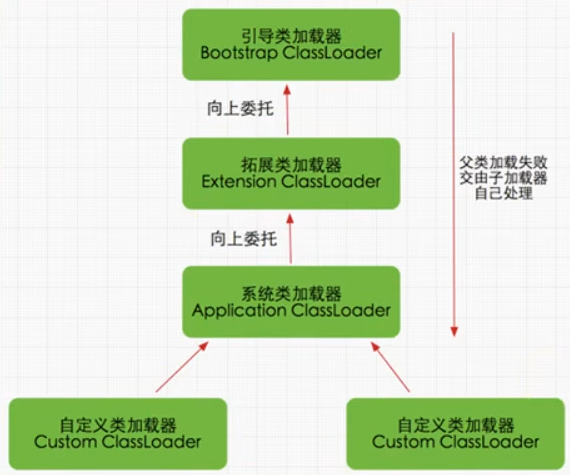 引导类加载器
Bootstrap ClassLoader
向上委托
拓展类加载器
Extension ClassLoader
父类加载失败
交由子加载器
自己处理
向上委托
系统类加载器
Application ClassLoader
自定义类加载器
Custom ClassLoader
自定义类加载器
Custom ClassLoader